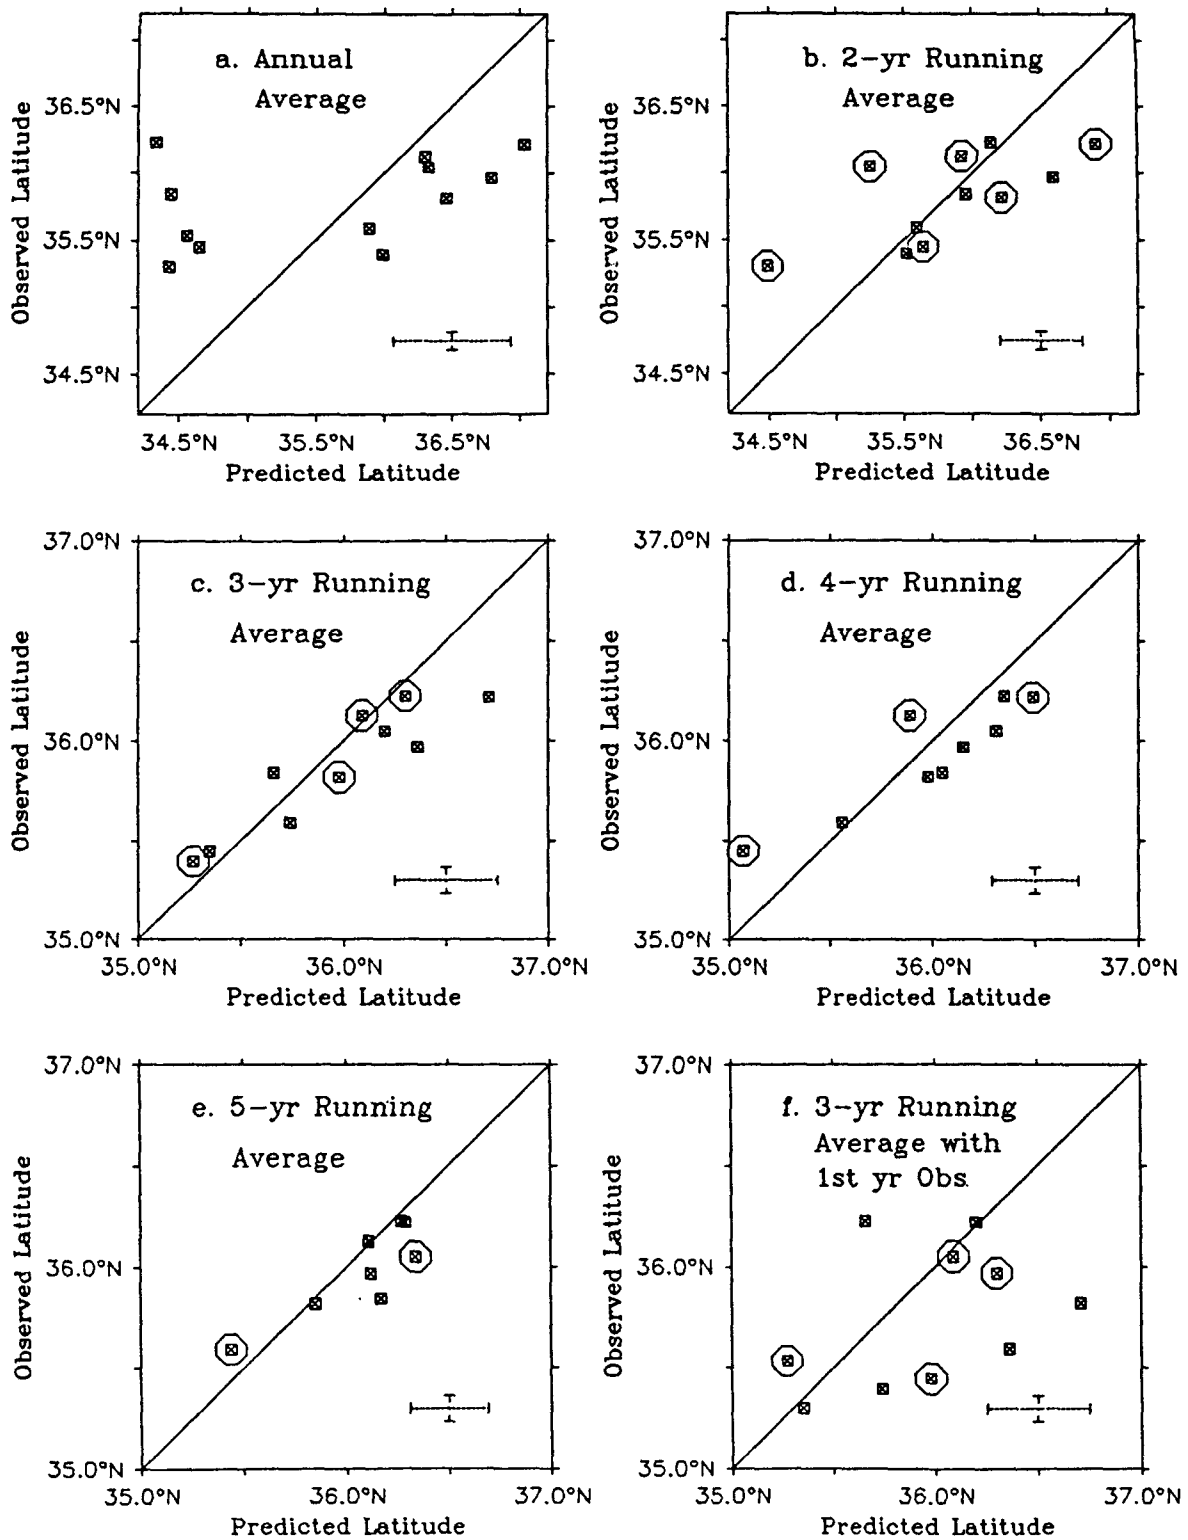 a. Annual
Average
36.5°N
35.5°N
34.5°N
Observed Latitude
34.5°N 35.5°N 36.5°N
Predicted Latitude
b. 2-yr Running
Average
36.5°N
35.5°N
34.5°N
Observed Latitude
34.5°N 35.5°N 36.5°N
Predicted Latitude
c. 3-yr Running
Average
37.0°N
36.0°N
35.0°N
Observed Latitude
35.0°N 36.0°N 37.0°N
Predicted Latitude
d. 4-yr Running
Average
37.0°N
36.0°N
35.0°N
Observed Latitude
35.0°N 36.0°N 37.0°N
Predicted Latitude
e. 5-yr Running
Average
37.0°N
36.0°N
35.0°N
Observed Latitude
35.0°N 36.0°N 37.0°N
Predicted Latitude
f. 3-yr Running
Average with
1st yr Obs.
37.0°N
36.0°N
35.0°N
Observed Latitude
35.0°N 36.0°N 37.0°N
Predicted Latitude